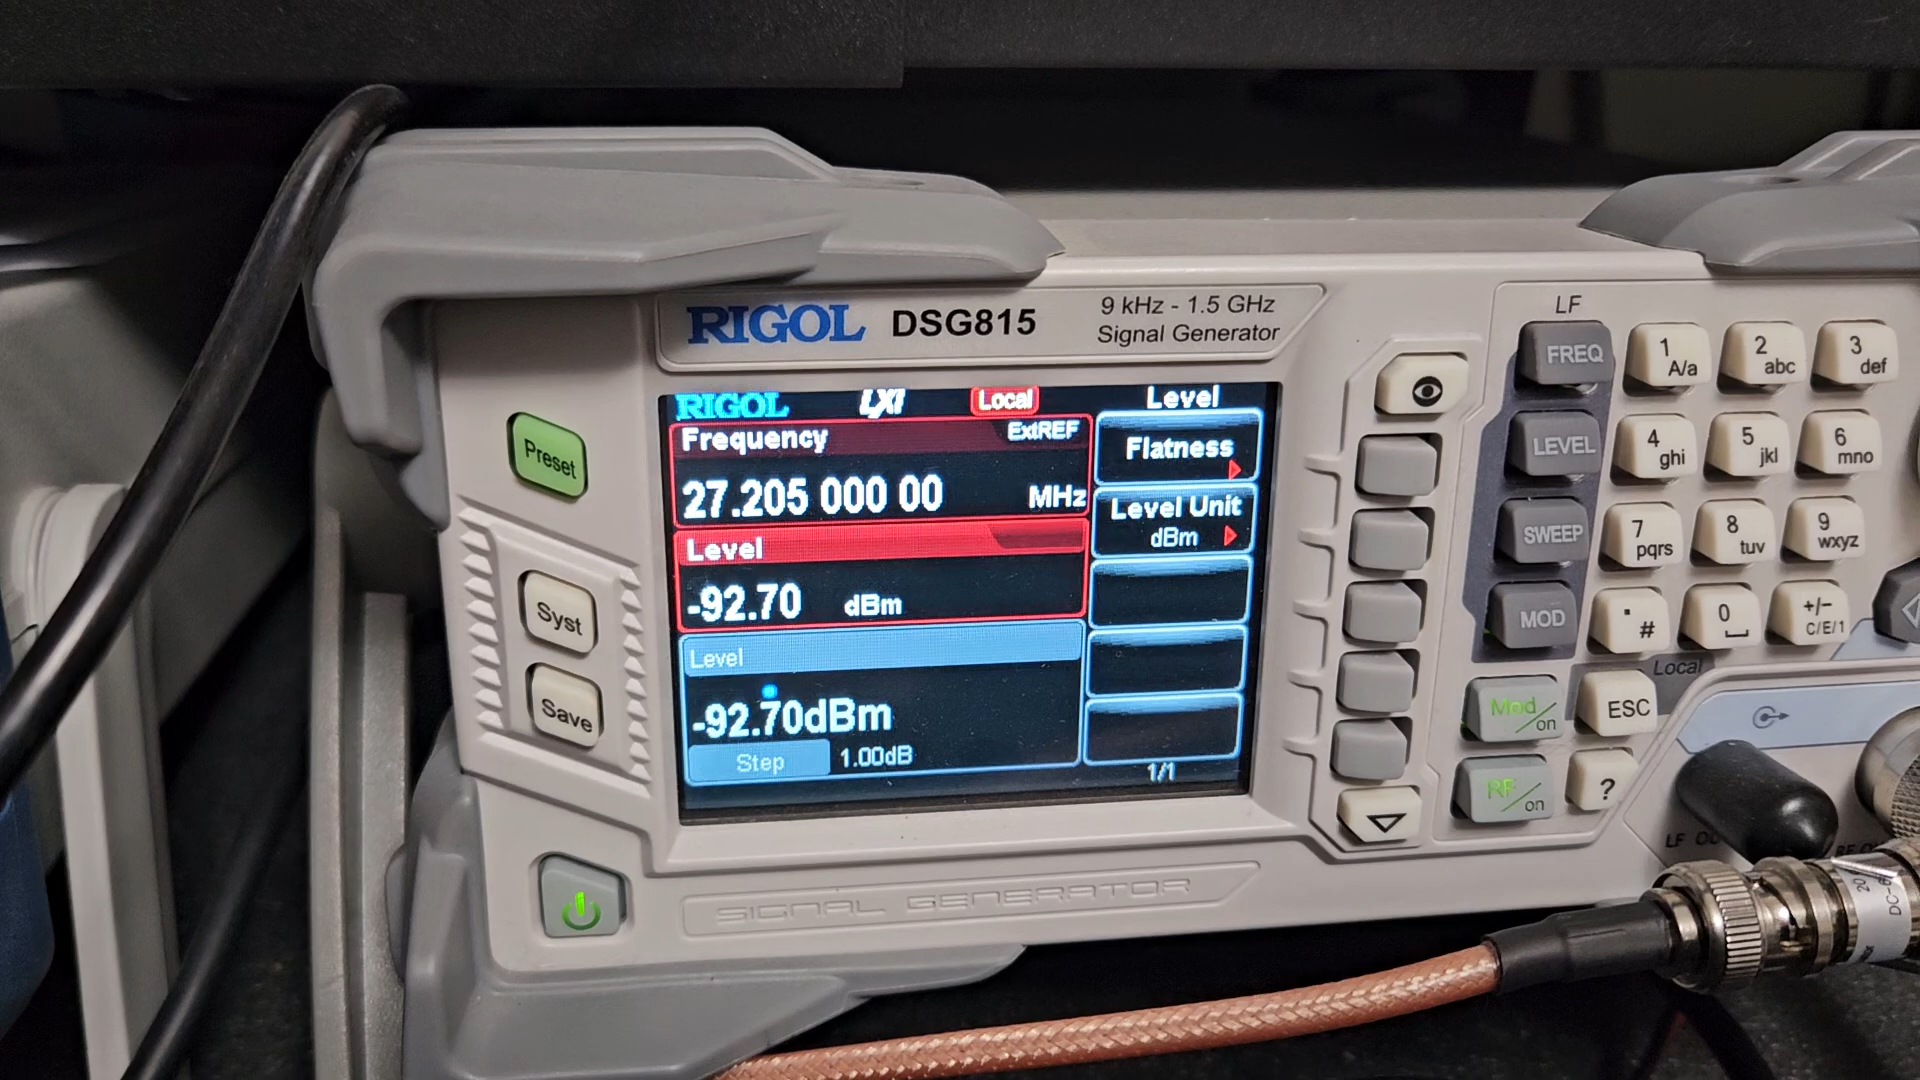 RIGOL DSG815 9 kHz - 1.5 GHz
Signal Generator
RIGOL LXI Local Level
Frequency ExtREF
27.205 000 00 MHz
Level
-92.70 dBm
Level
-92.70dBm
Step 1.00dB
Flatness
Level Unit
dBm
1/1
Preset
Syst
Save
SIGNAL GENERATOR
LF
FREQ
LEVEL
SWEEP
MOD
1 A/a
2 abc
3 def
4 ghi
5 jkl
6 mno
7 pqrs
8 tuv
9 wxyz
. #
0
+/- C/E/1
Local
Mod/on
ESC
RF/on
?
LF
20
DC-